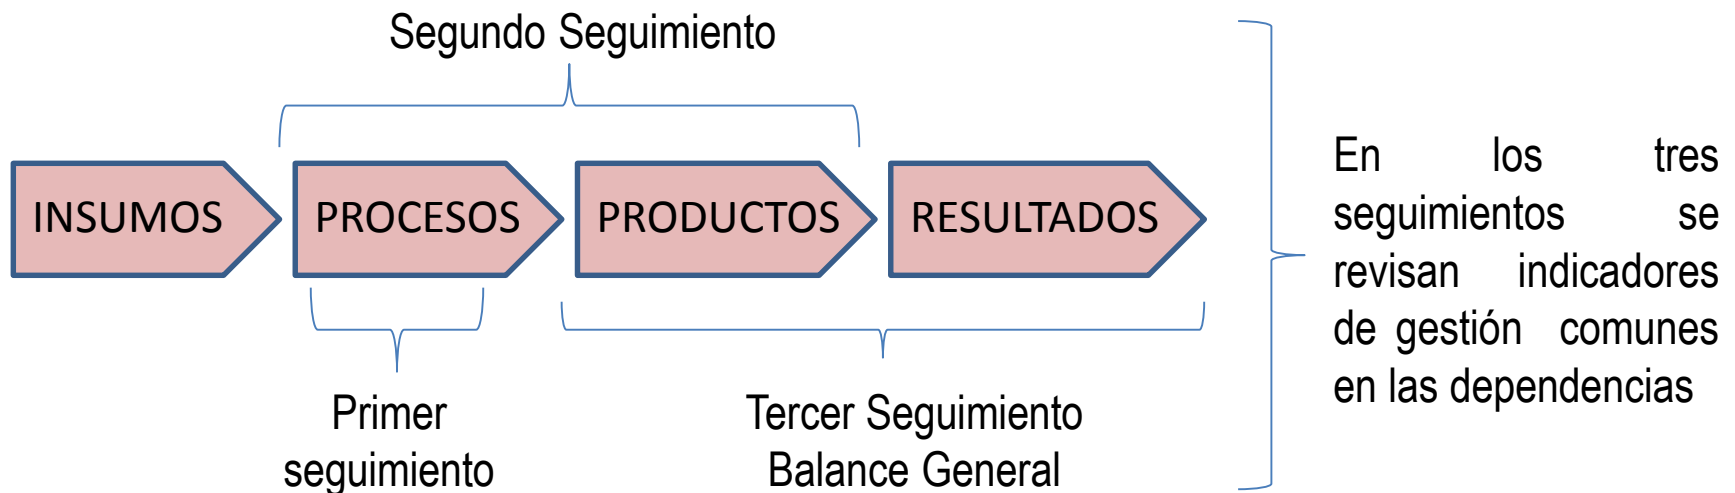 Segundo Seguimiento
INSUMOS
PROCESOS
PRODUCTOS
RESULTADOS
Primer
seguimiento
Tercer Seguimiento
Balance General
En los tres
seguimientos se
revisan indicadores
de gestión comunes
en las dependencias